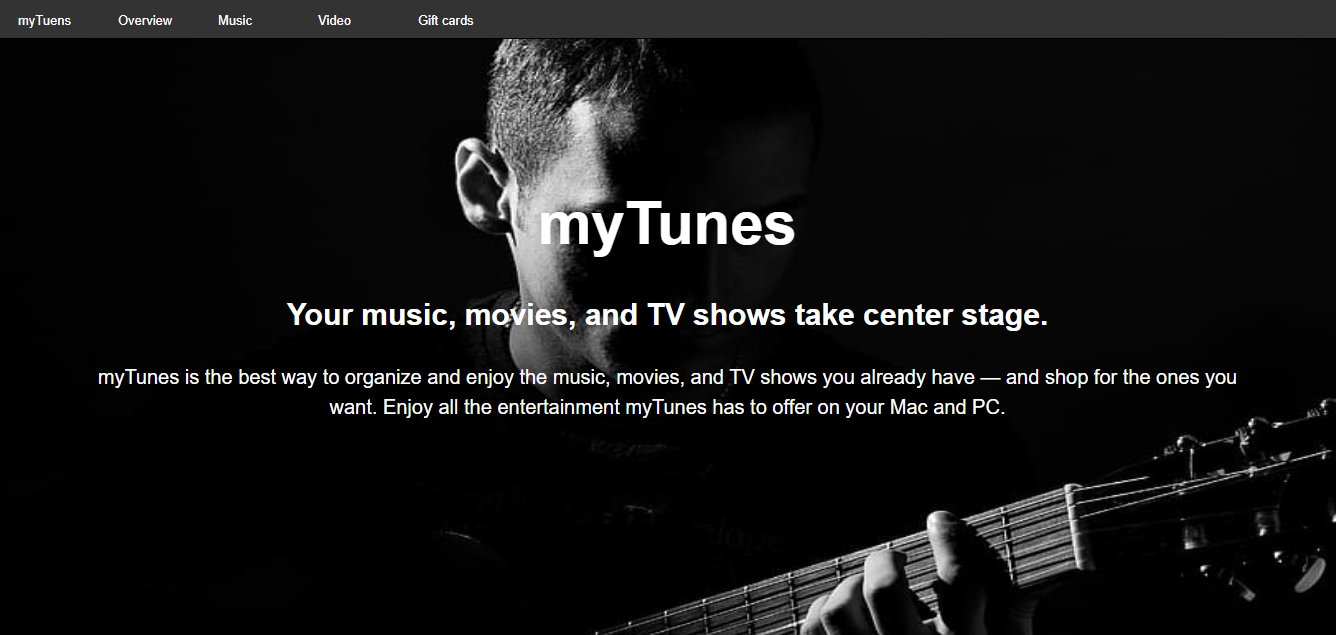 myTuens Overview Music Video Gift cards
myTunes
Your music, movies, and TV shows take center stage.
myTunes is the best way to organize and enjoy the music, movies, and TV shows you already have — and shop for the ones you
want. Enjoy all the entertainment myTunes has to offer on your Mac and PC.